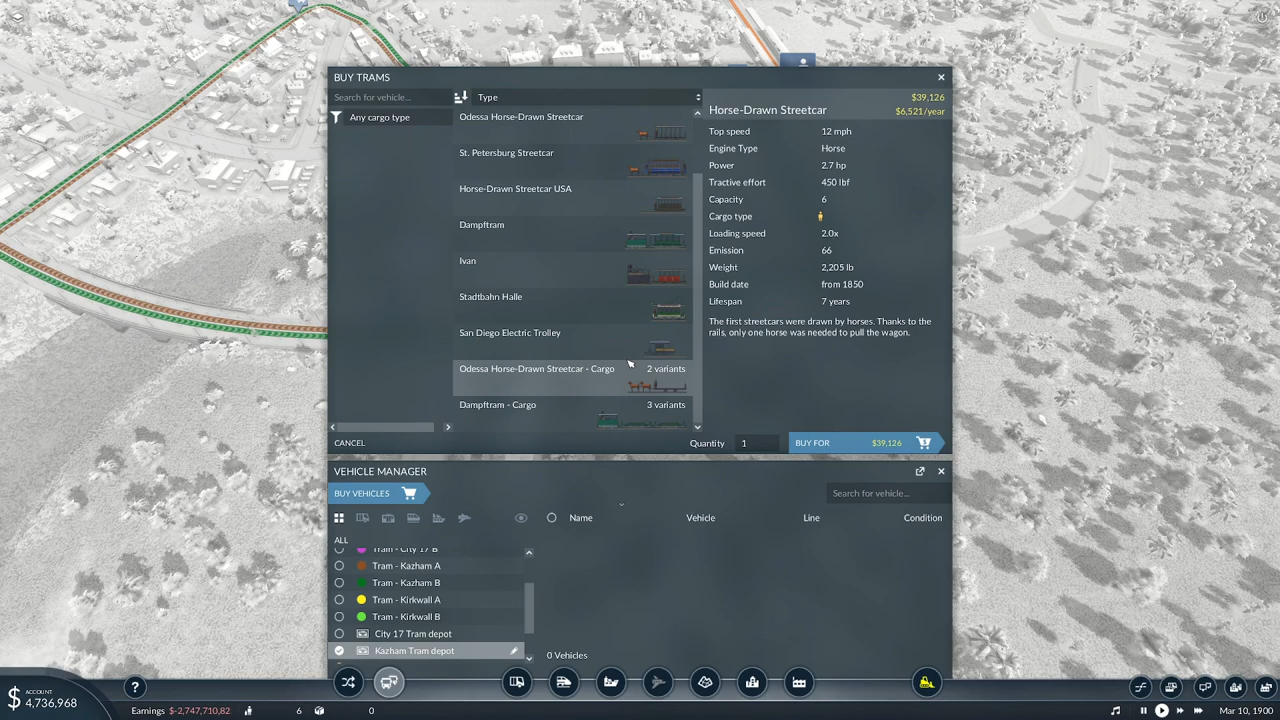 BUY TRAMS
Search for vehicle...
Type
Any cargo type
Odessa Horse-Drawn Streetcar
St. Petersburg Streetcar
Horse-Drawn Streetcar USA
Dampftram
Ivan
Stadtbahn Halle
San Diego Electric Trolley
Odessa Horse-Drawn Streetcar - Cargo 2 variants
Dampftram - Cargo 3 variants
$39,126
Horse-Drawn Streetcar $6,521/year
Top speed 12 mph
Engine Type Horse
Power 2.7 hp
Tractive effort 450 lbf
Capacity 6
Cargo type
Loading speed 2.0x
Emission 66
Weight 2,205 lb
Build date from 1850
Lifespan 7 years
The first streetcars were drawn by horses. Thanks to the
rails, only one horse was needed to pull the wagon.
CANCEL
Quantity 1
BUY FOR $39,126
VEHICLE MANAGER
BUY VEHICLES
Search for vehicle...
Name Vehicle Line Condition
ALL
Tram - City 17 B
Tram - Kazham A
Tram - Kazham B
Tram - Kirkwall A
Tram - Kirkwall B
City 17 Tram depot
Kazham Tram depot
0 Vehicles
$ ACCOUNT
4,736,968
?
Earnings $-2,747,710,82
6
0
Mar 10, 1900